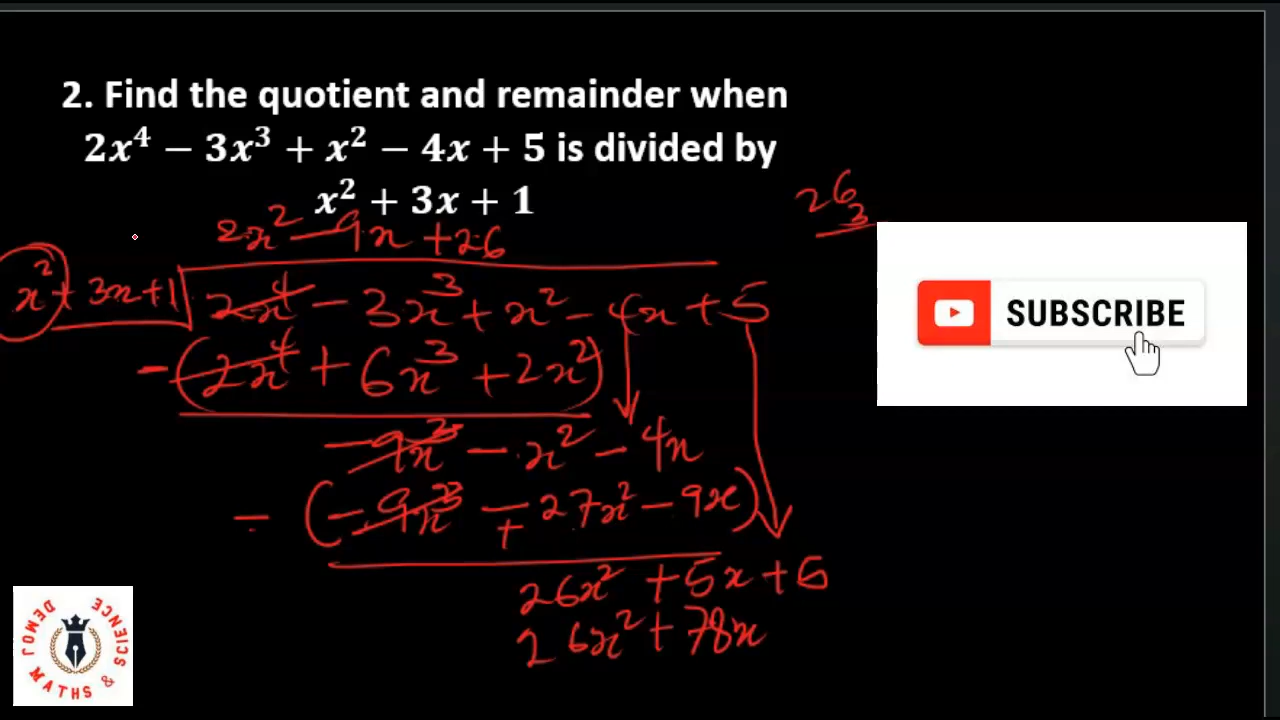 2. Find the quotient and remainder when
2x⁴ − 3x³ + x² − 4x + 5 is divided by
x² + 3x + 1
26
3
2x² − 9x + 26
x² + 3x + 1 2x⁴ − 3x³ + x² − 4x + 5
−(2x⁴ + 6x³ + 2x²)
−9x³ − x² − 4x
−(−9x³ − 27x² − 9x)
+
26x² + 5x + 5
26x² + 78x
SUBSCRIBE
DEMOJ MATHS & SCIENCE